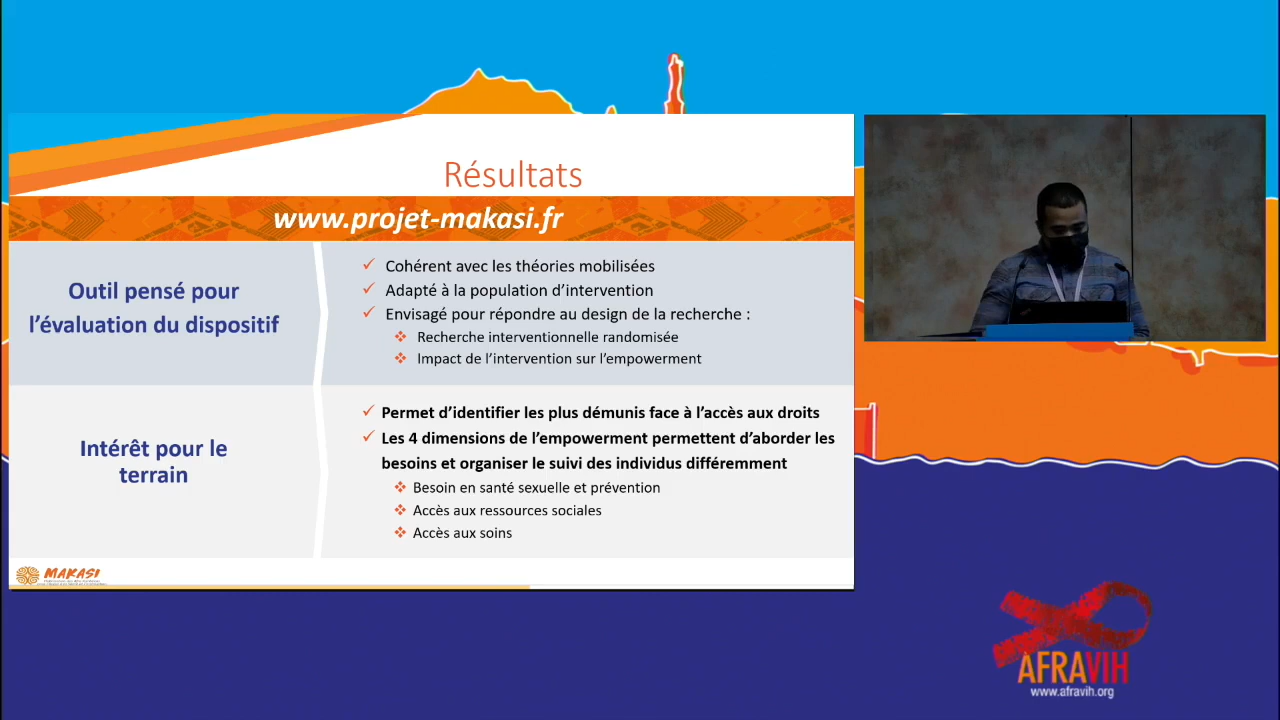 Résultats
www.projet-makasi.fr
Outil pensé pour
l'évaluation du dispositif
Cohérent avec les théories mobilisées
Adapté à la population d'intervention
Envisagé pour répondre au design de la recherche :
Recherche interventionnelle randomisée
Impact de l'intervention sur l'empowerment
Intérêt pour le
terrain
Permet d'identifier les plus démunis face à l'accès aux droits
Les 4 dimensions de l'empowerment permettent d'aborder les
besoins et organiser le suivi des individus différemment
Besoin en santé sexuelle et prévention
Accès aux ressources sociales
Accès aux soins
MAKASI
AFRAVIH
www.afravih.org